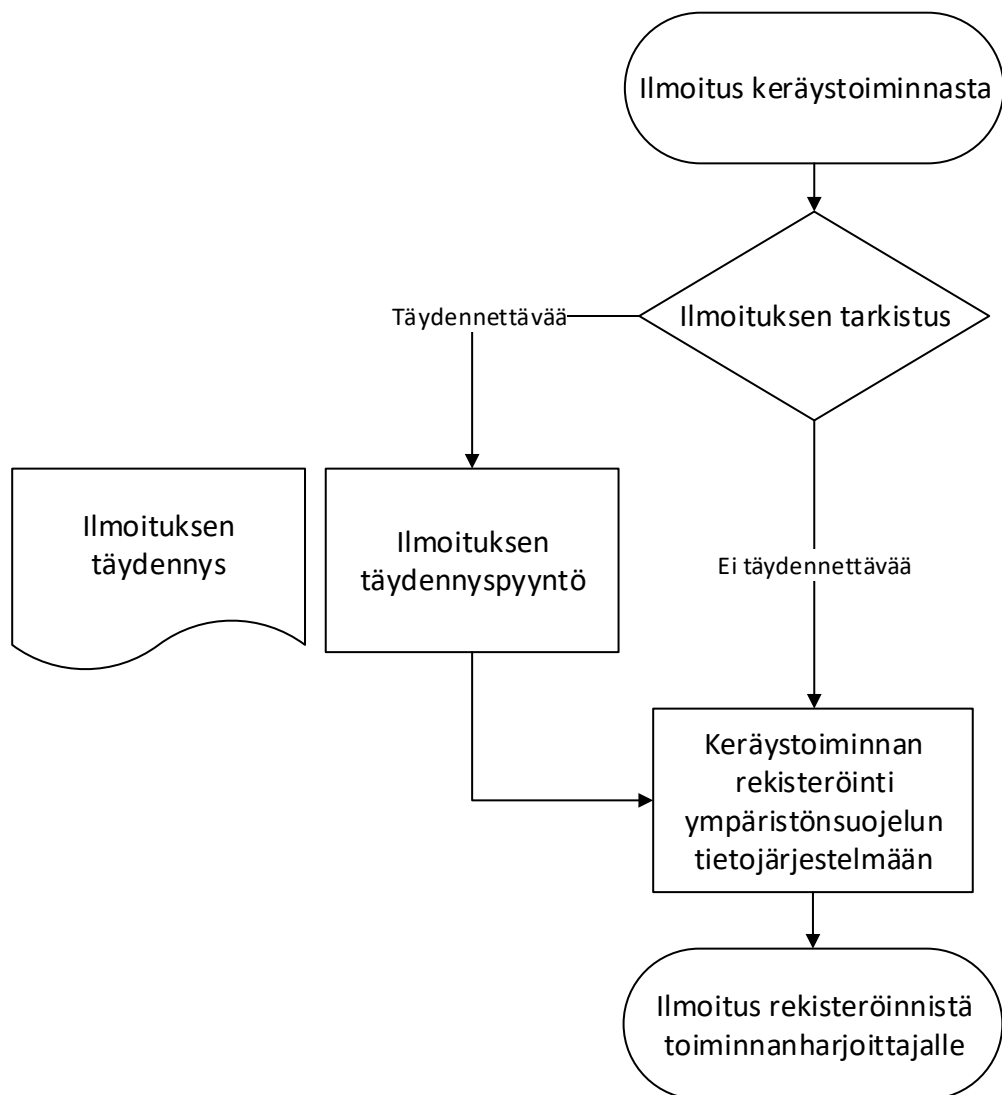 Ilmoitus keräystoiminnasta
Ilmoituksen tarkistus
Täydennettävää
Ilmoituksen
täydennys
Ilmoituksen
täydennyspyyntö
Ei täydennettävää
Keräystoiminnan
rekisteröinti
ympäristönsuojelun
tietojärjestelmään
Ilmoitus rekisteröinnistä
toiminnanharjoittajalle